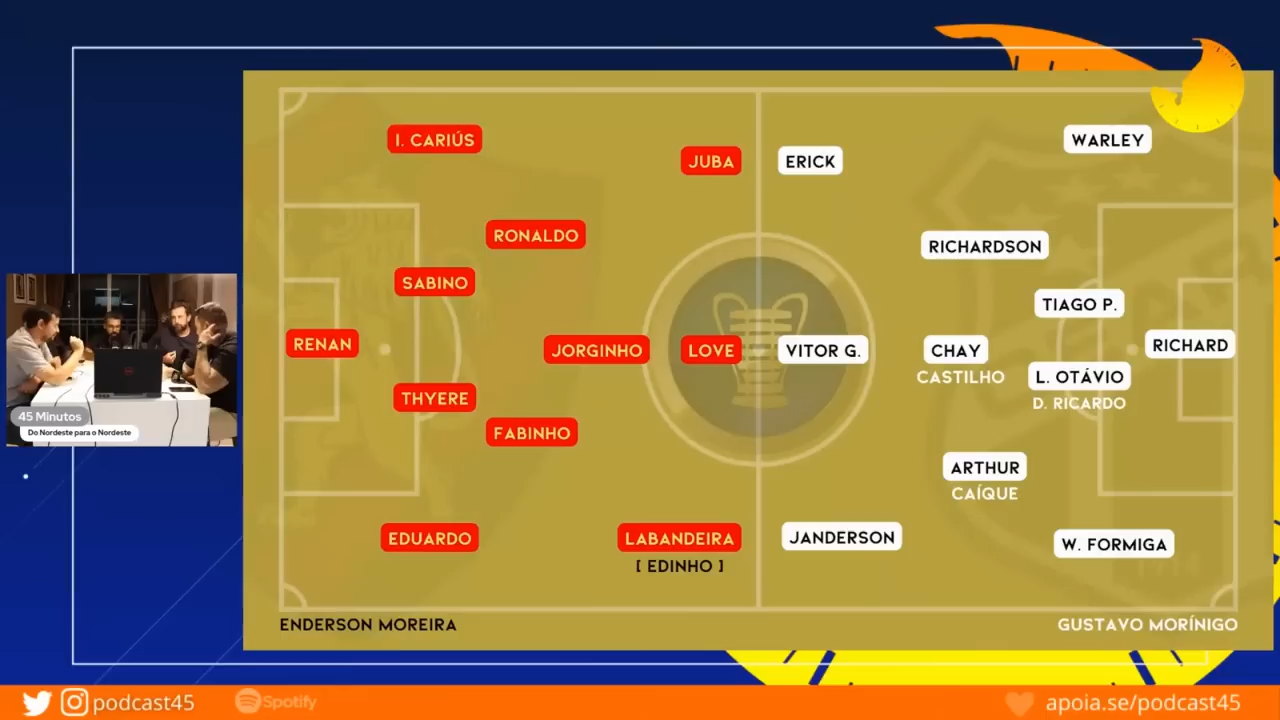 I. CARIÚS
JUBA
ERICK
WARLEY
RONALDO
RICHARDSON
SABINO
TIAGO P.
RENAN
JORGINHO
LOVE
VITOR G.
CHAY
CASTILHO
RICHARD
L. OTÁVIO
D. RICARDO
THYERE
FABINHO
ARTHUR
CAÍQUE
EDUARDO
LABANDEIRA
[ EDINHO ]
JANDERSON
W. FORMIGA
45 Minutos
Do Nordeste para o Nordeste
ENDERSON MOREIRA
GUSTAVO MORÍNIGO
podcast45
Spotify
apoia.se/podcast45